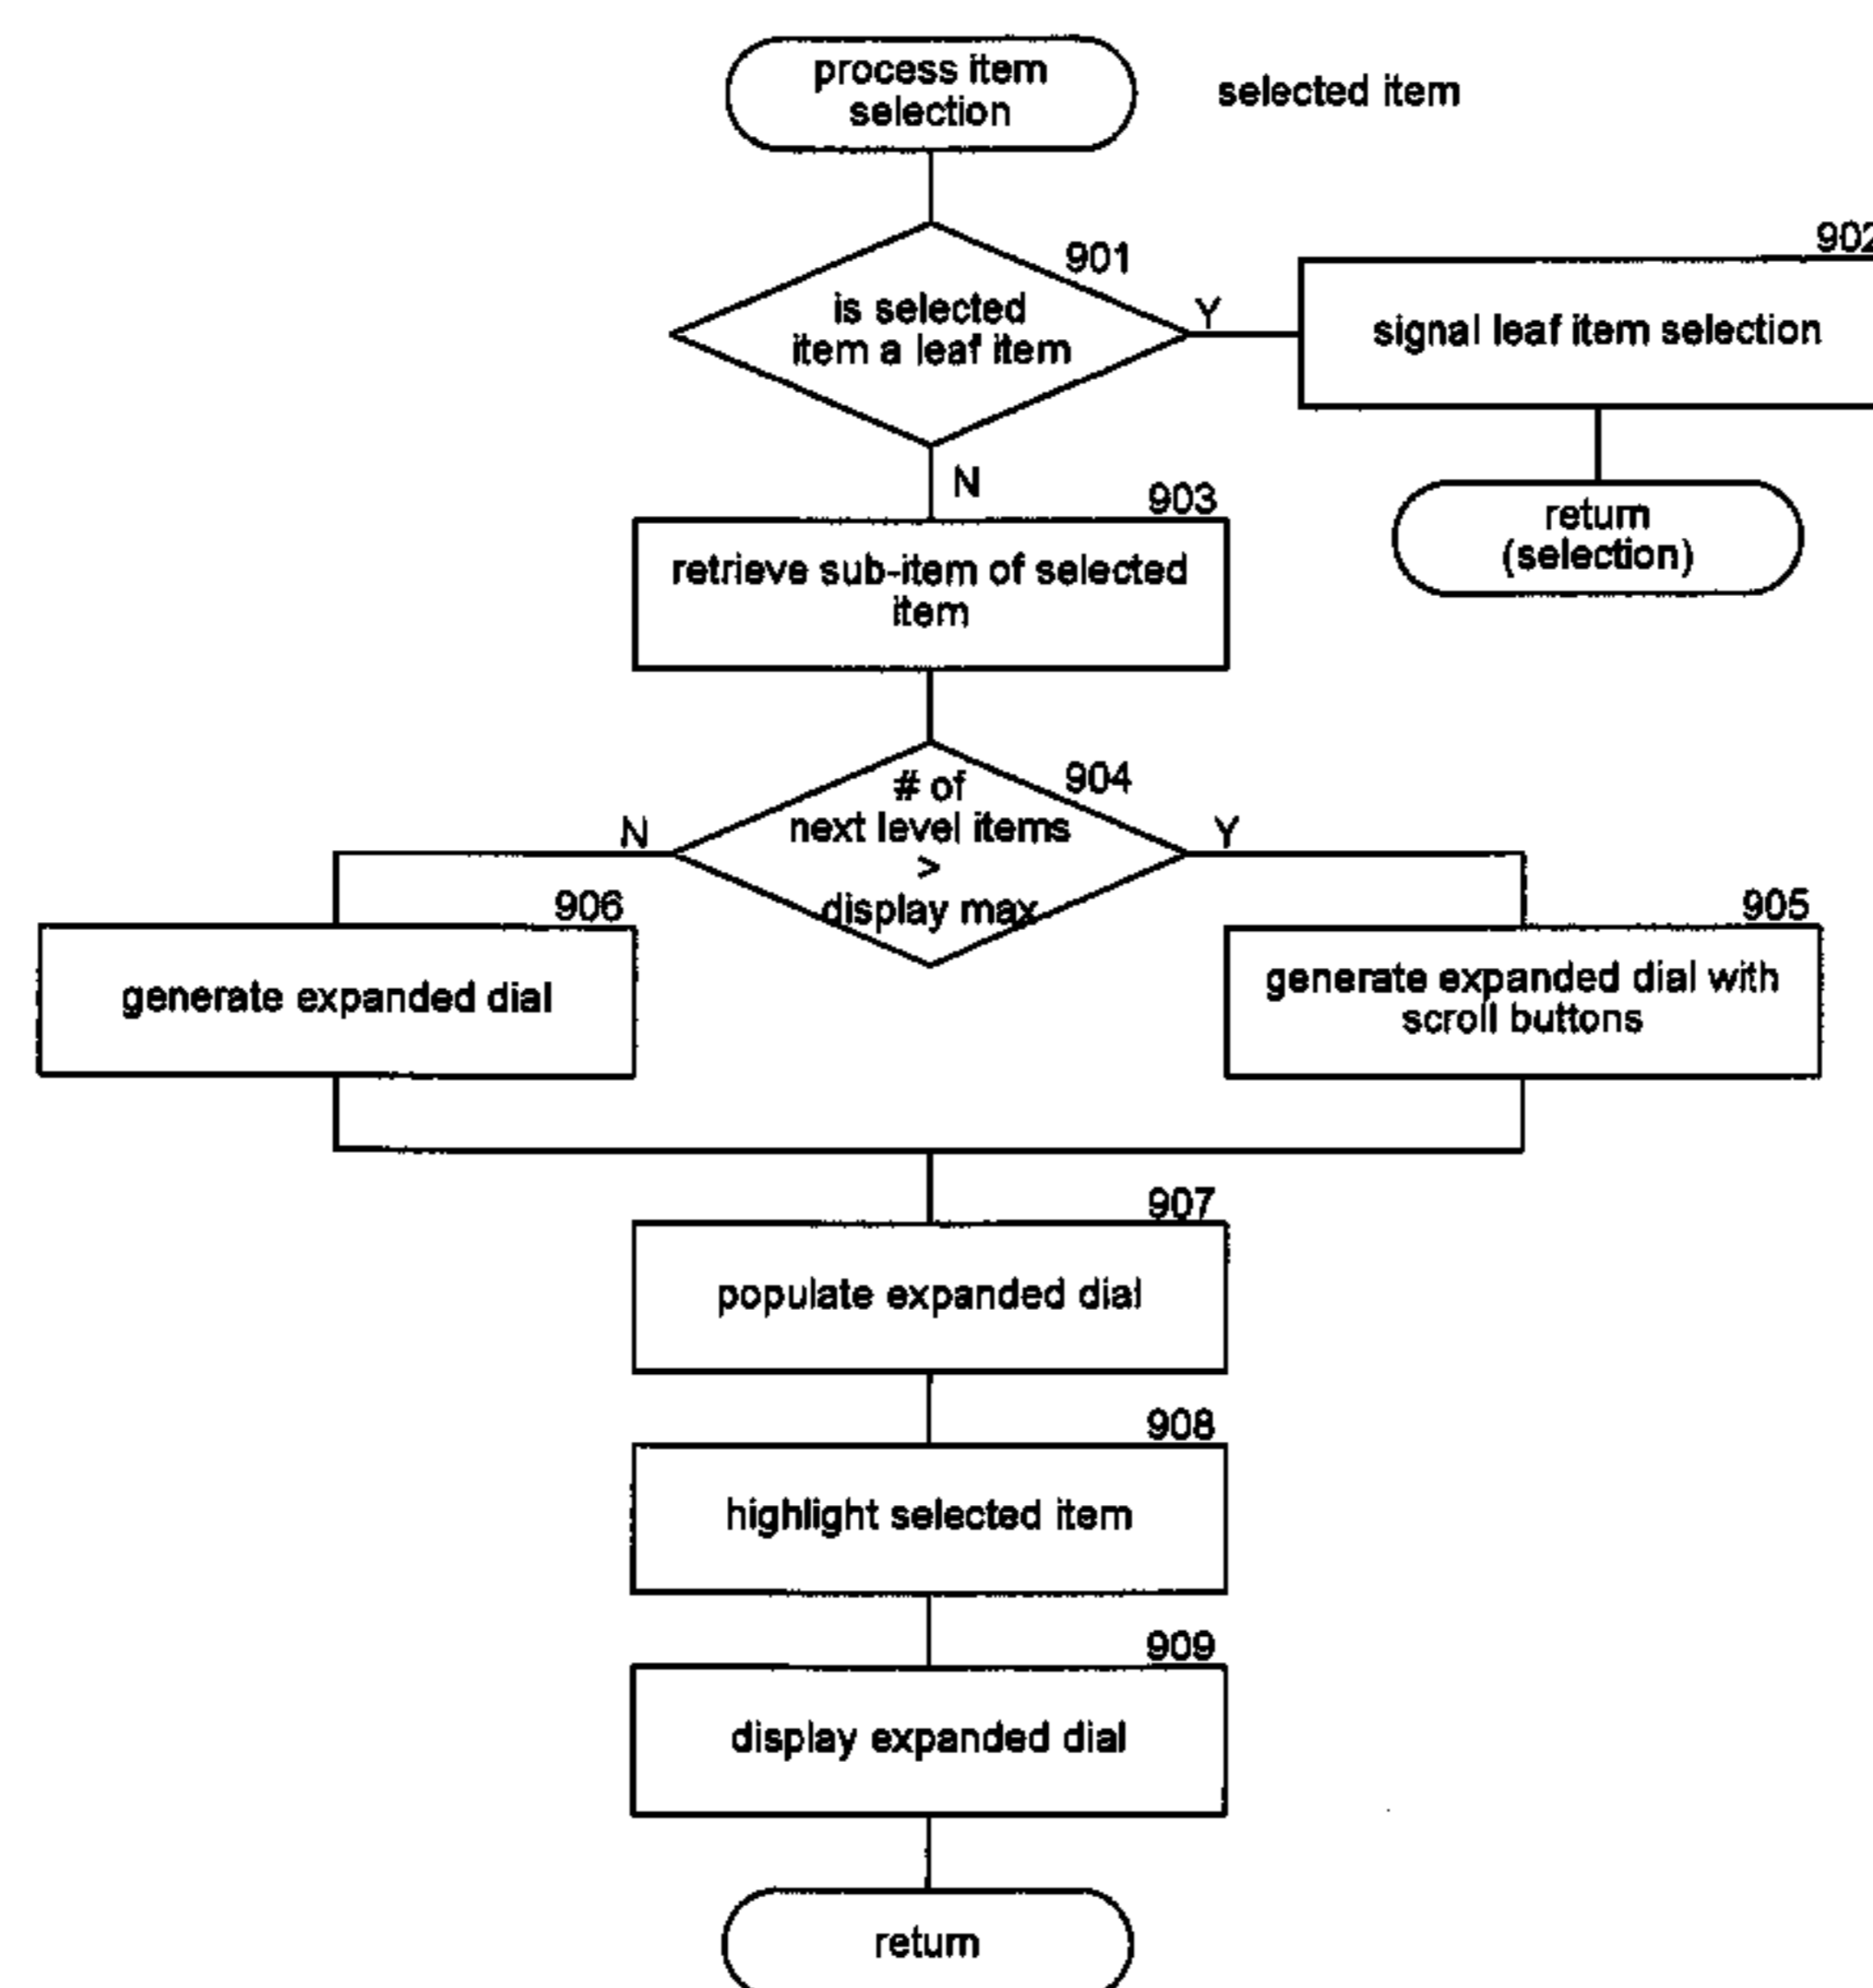 process item
selection
selected item
901
is selected
item a leaf item
Y
902
signal leaf item selection
N
903
retrieve sub-item of selected
item
return
(selection)
904
# of
next level items
>
display max
N
Y
906
generate expanded dial
905
generate expanded dial with
scroll buttons
907
populate expanded dial
908
highlight selected item
909
display expanded dial
return